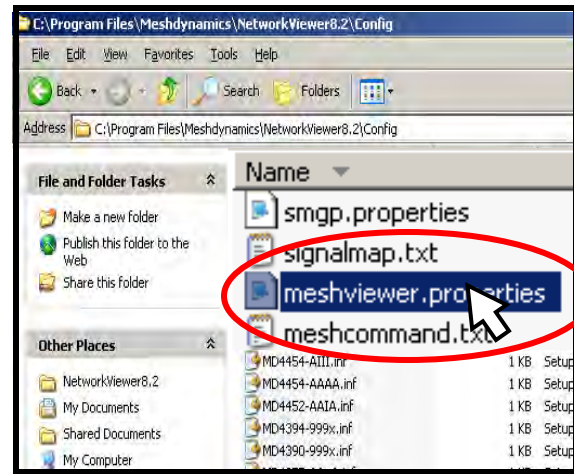 C:\Program Files\Meshdynamics\NetworkViewer8.2\Config
File Edit View Favorites Tools Help
Back Search Folders
Address C:\Program Files\Meshdynamics\NetworkViewer8.2\Config
File and Folder Tasks
Make a new folder
Publish this folder to the
Web
Share this folder
Other Places
NetworkViewer8.2
My Documents
Shared Documents
My Computer
Name
smgp.properties
signalmap.txt
meshviewer.properties
meshcommand.txt
MD4454-AIII.inf 1 KB Setup
MD4454-AAAA.inf 1 KB Setup
MD4452-AAIA.inf 1 KB Setup
MD4394-999x.inf 1 KB Setup
MD4390-999x.inf 1 KB Setup